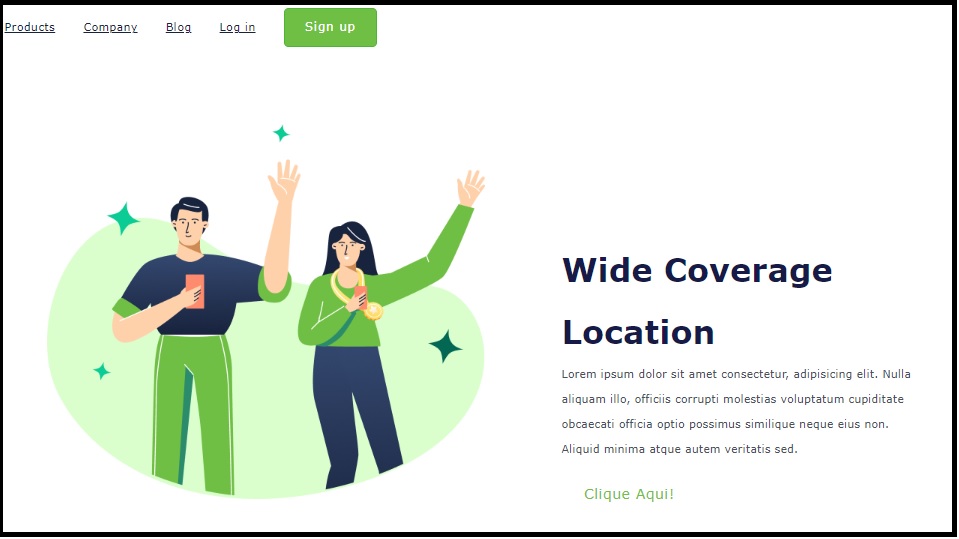 Products Company Blog Log in Sign up
Wide Coverage
Location
Lorem ipsum dolor sit amet consectetur, adipisicing elit. Nulla
aliquam illo, officiis corrupti molestias voluptatum cupiditate
obcaecati officia optio possimus similique neque eius non.
Aliquid minima atque autem veritatis sed.
Clique Aqui!